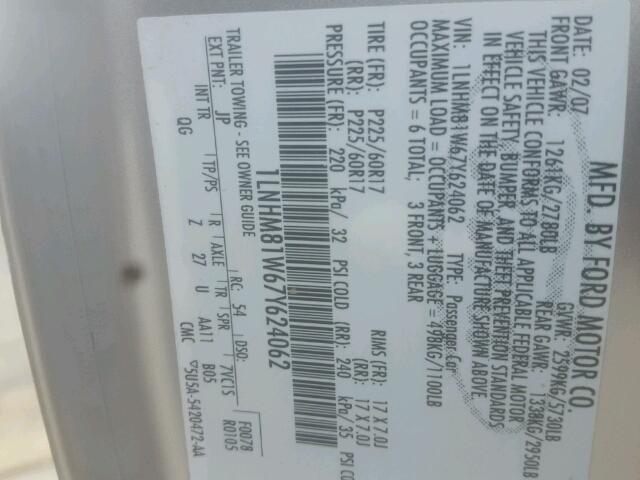 MFD. BY FORD MOTOR CO.
DATE: 02/07 GVWR: 2599KG/5730LB
FRONT GAWR: 1261KG/2780LB REAR GAWR: 1338KG/2950LB
THIS VEHICLE CONFORMS TO ALL APPLICABLE FEDERAL MOTOR
VEHICLE SAFETY, BUMPER, AND THEFT PREVENTION STANDARDS
IN EFFECT ON THE DATE OF MANUFACTURE SHOWN ABOVE.
VIN: 1LNHM81W67Y624062 TYPE: Passenger Car
MAXIMUM LOAD = OCCUPANTS + LUGGAGE = 498KG/1100LB
OCCUPANTS = 6 TOTAL; 3 FRONT, 3 REAR
TIRE (FR): P225/60R17 RIMS (FR): 17 X 7.0J
(RR): P225/60R17 (RR): 17 X 7.0J
PRESSURE (FR): 220 kPa/ 32 PSI COLD (RR): 240 kPa/ 35 PSI CO
1LNHM81W67Y624062
TRAILER TOWING - SEE OWNER GUIDE
EXT PNT: JP RC: 54 DSO: F0078
INT TR TP/PS R AXLE TR SPR 7VC1S R0105
QG Z 27 U AA11 B05
CMC 5U5A-5420472-AA